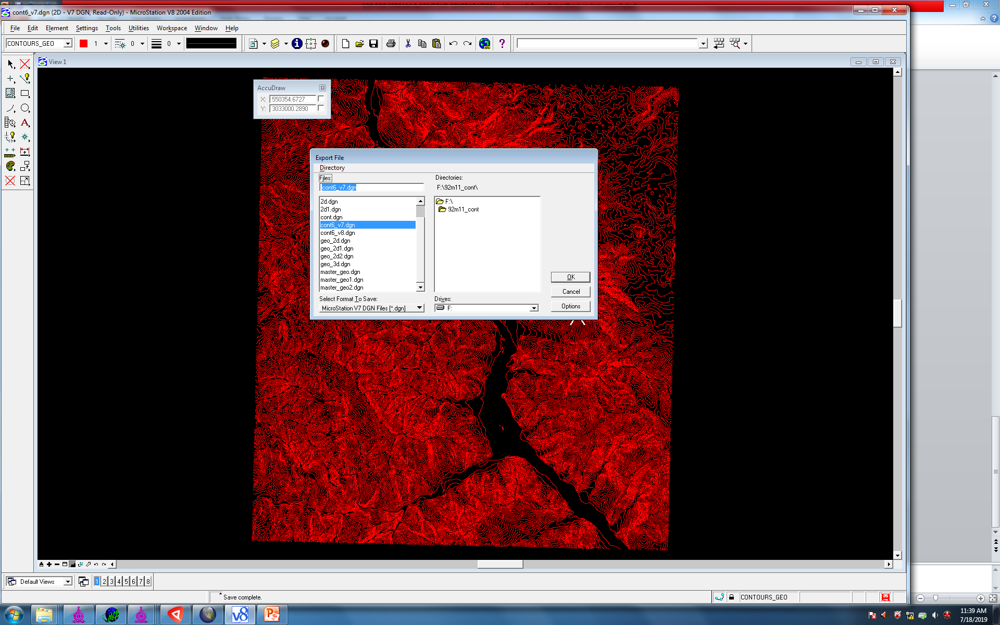 cont6_v7.dgn (2D - V7 DGN, Read-Only) - MicroStation V8 2004 Edition
File Edit Element Settings Tools Utilities Workspace Window Help
CONTOURS_GEO 1 0 0
View 1
AccuDraw
X: 550354.6727
Y: 3033000.2890
Export File
Directory
Files:
Directories:
cont6_v7.dgn
F:\92m11_cont\
2d.dgn
F:\
2d1.dgn
92m11_cont
cont.dgn
cont6_v7.dgn
cont6_v8.dgn
geo_2d.dgn
geo_2d1.dgn
geo_2d2.dgn
geo_3d.dgn
master_geo.dgn
master_geo1.dgn
master_geo2.dgn
OK
Cancel
Options
Select Format To Save:
Drives:
MicroStation V7 DGN Files [*.dgn]
F:
Default Views
1 2 3 4 5 6 7 8
Save complete.
CONTOURS_GEO
11:39 AM
7/18/2019